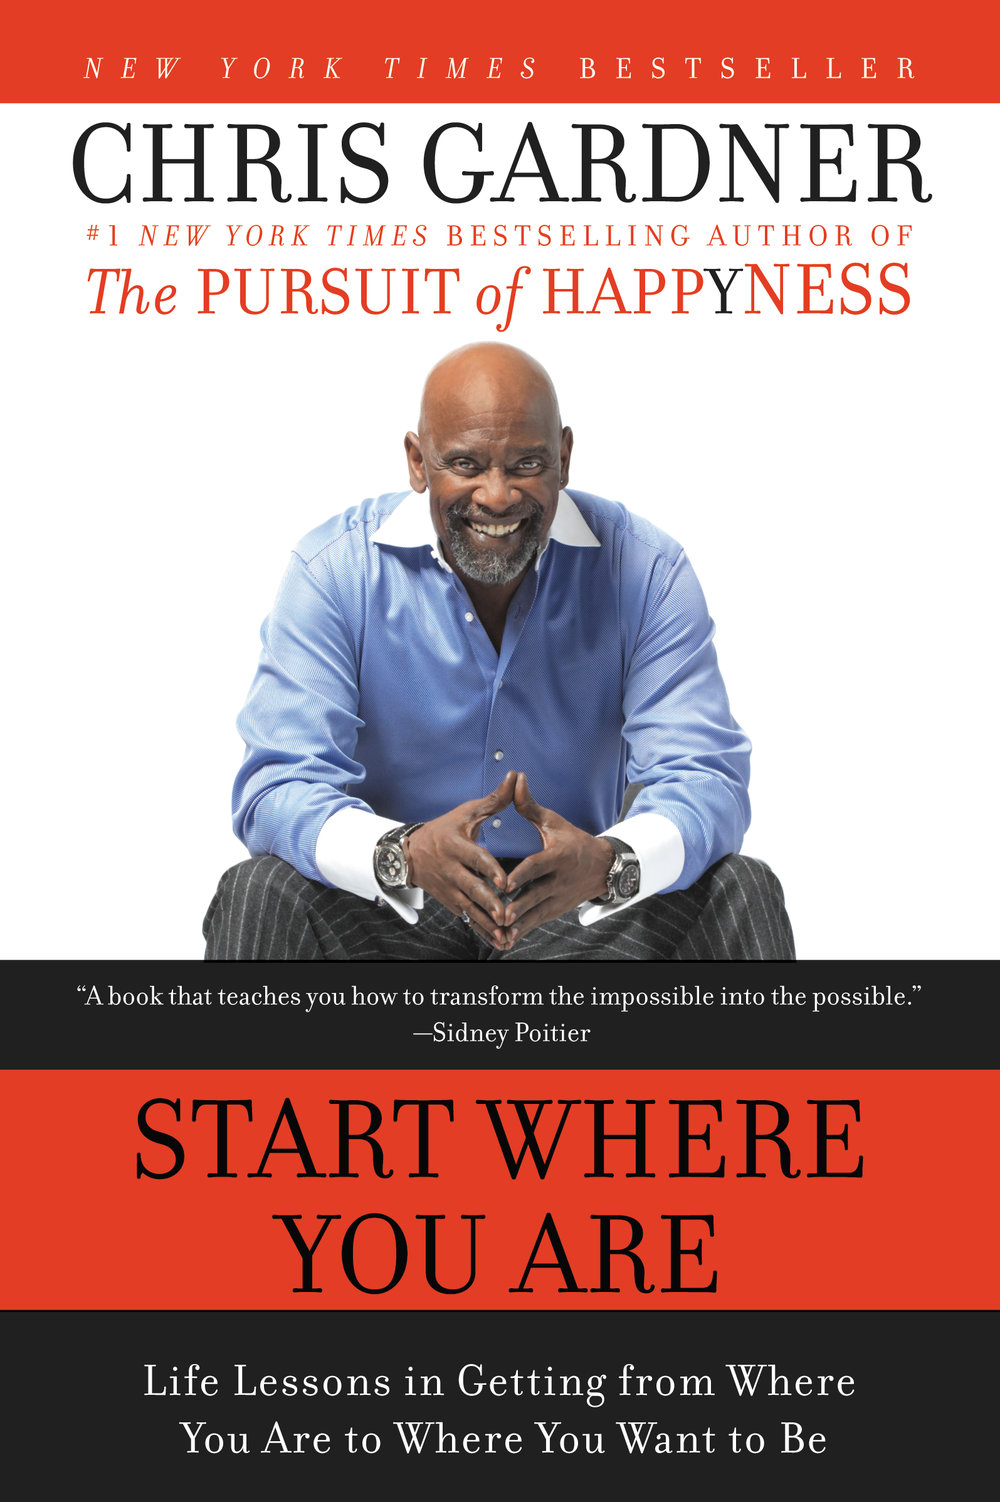 NEW YORK TIMES BESTSELLER
CHRIS GARDNER
#1 NEW YORK TIMES BESTSELLING AUTHOR OF
The PURSUIT of HAPPYNESS
“A book that teaches you how to transform the impossible into the possible.”
—Sidney Poitier
START WHERE
YOU ARE
Life Lessons in Getting from Where
You Are to Where You Want to Be